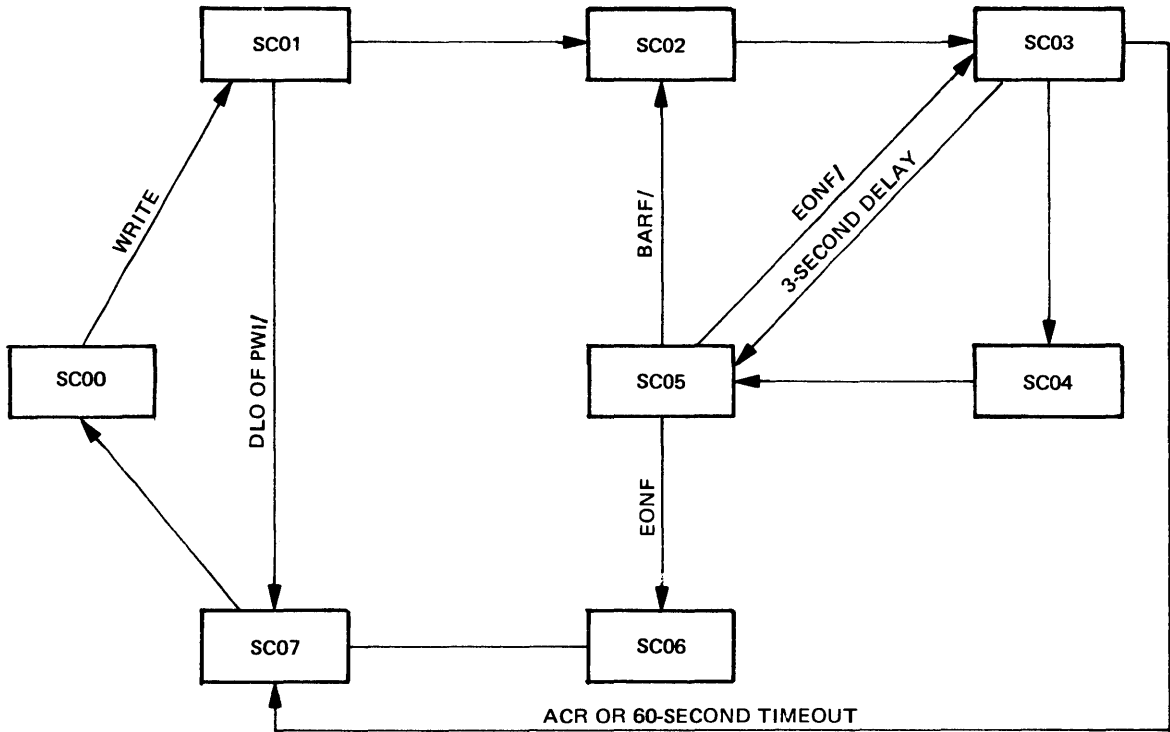 SC01
SC02
SC03
WRITE
DLO OF PWI/
BARF/
EONF/
3-SECOND DELAY
SC00
SC05
SC04
EONF
SC07
SC06
ACR OR 60-SECOND TIMEOUT